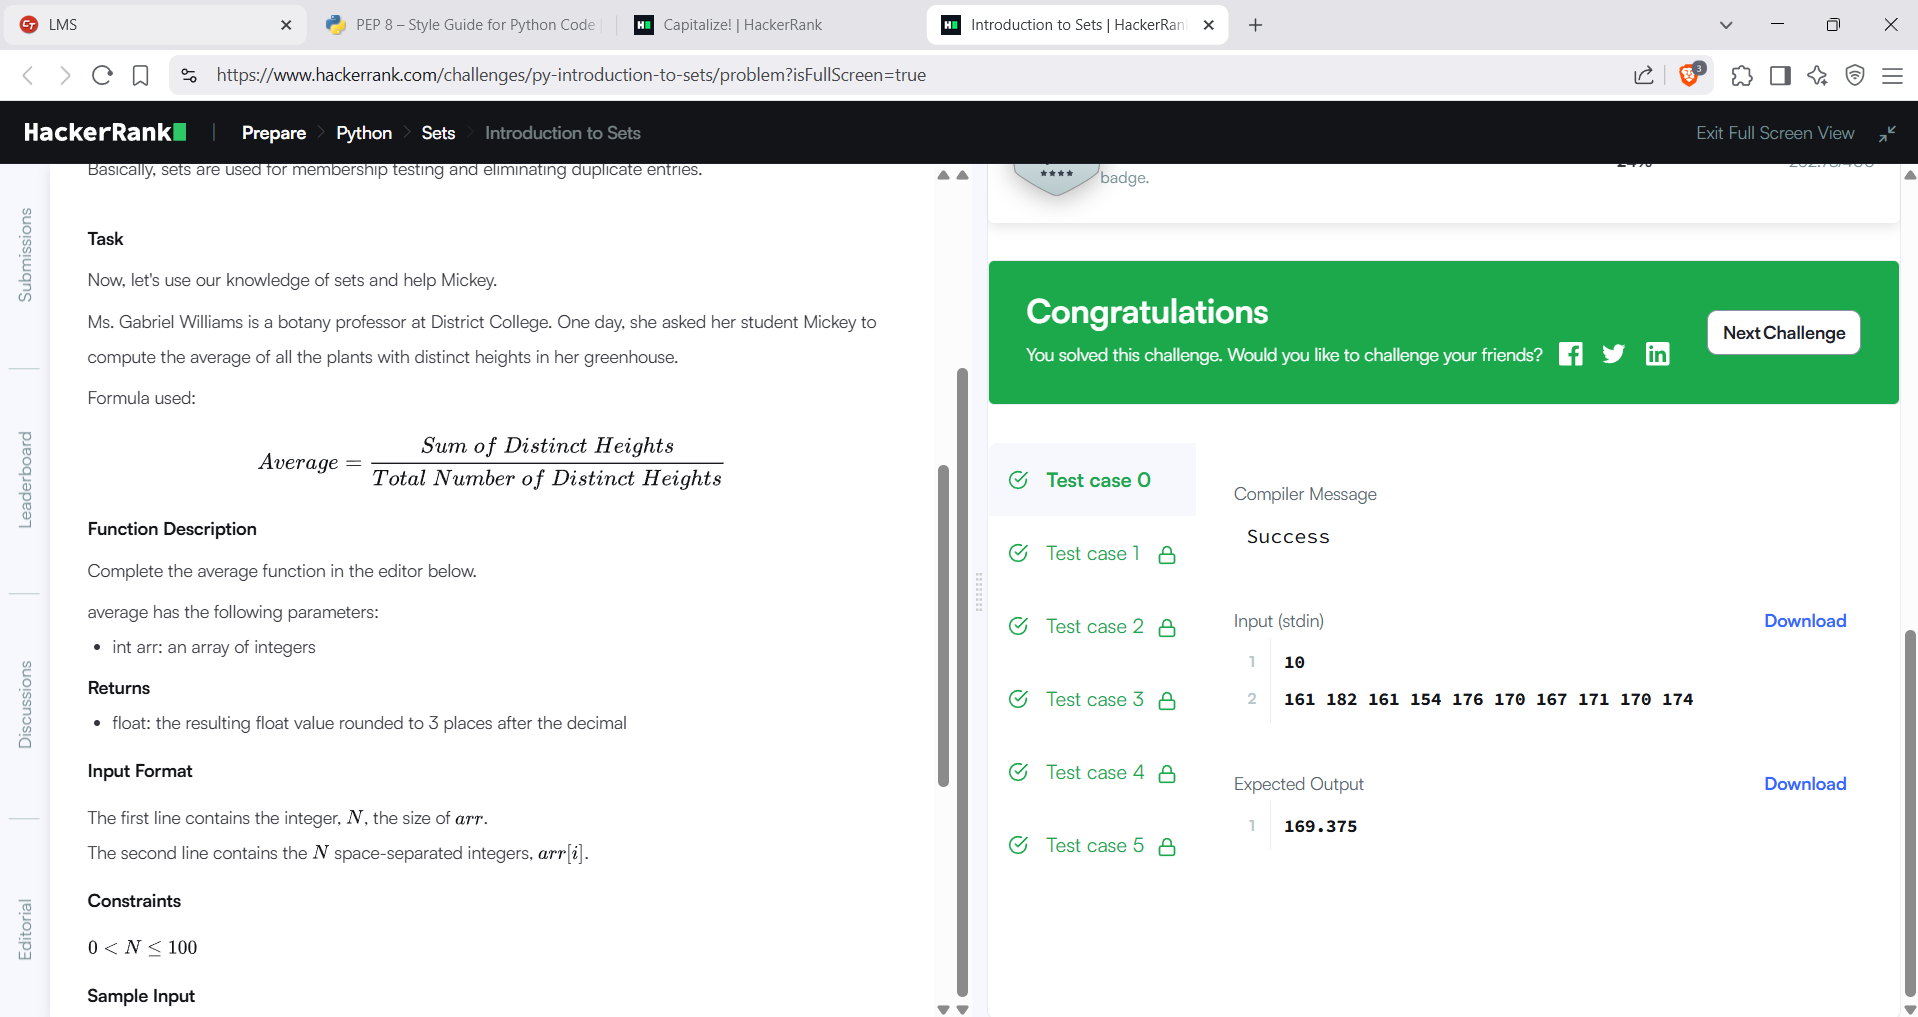 LMS
PEP 8 – Style Guide for Python Code
Capitalize! | HackerRank
Introduction to Sets | HackerRan
https://www.hackerrank.com/challenges/py-introduction-to-sets/problem?isFullScreen=true
3
HackerRank
Prepare
Python
Sets
Introduction to Sets
Exit Full Screen View
Submissions
Leaderboard
Discussions
Editorial
Basically, sets are used for membership testing and eliminating duplicate entries.
Task
Now, let's use our knowledge of sets and help Mickey.
Ms. Gabriel Williams is a botany professor at District College. One day, she asked her student Mickey to
compute the average of all the plants with distinct heights in her greenhouse.
Formula used:
Average = Sum of Distinct Heights / Total Number of Distinct Heights
Function Description
Complete the average function in the editor below.
average has the following parameters:
• int arr: an array of integers
Returns
• float: the resulting float value rounded to 3 places after the decimal
Input Format
The first line contains the integer, N, the size of arr.
The second line contains the N space-separated integers, arr[i].
Constraints
0 < N ≤ 100
Sample Input
badge.
Congratulations
You solved this challenge. Would you like to challenge your friends?
Next Challenge
Test case 0
Test case 1
Test case 2
Test case 3
Test case 4
Test case 5
Compiler Message
Success
Input (stdin)
Download
1 10
2 161 182 161 154 176 170 167 171 170 174
Expected Output
Download
1 169.375